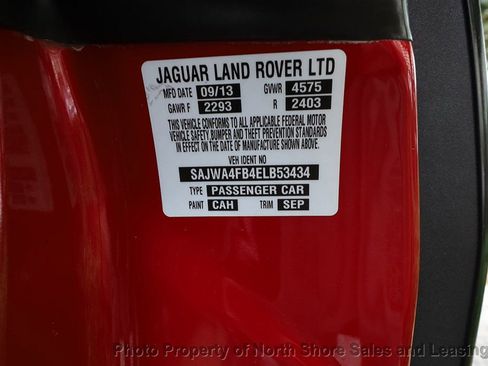 JAGUAR LAND ROVER LTD
MFD DATE 09/13 GVWR 4575
GAWR F 2293 R 2403
THIS VEHICLE CONFORMS TO ALL APPLICABLE FEDERAL MOTOR
VEHICLE SAFETY, BUMPER AND THEFT PREVENTION STANDARDS
IN EFFECT ON THE DATE OF MANUFACTURE SHOWN ABOVE.
VEH IDENT NO
SAJWA4FB4ELB53434
TYPE PASSENGER CAR
PAINT CAH TRIM SEP
Photo Property of North Shore Sales and Leasing